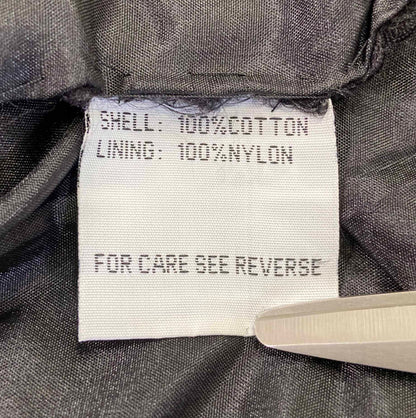 SHELL: 100%COTTON
LINING: 100%NYLON
FOR CARE SEE REVERSE